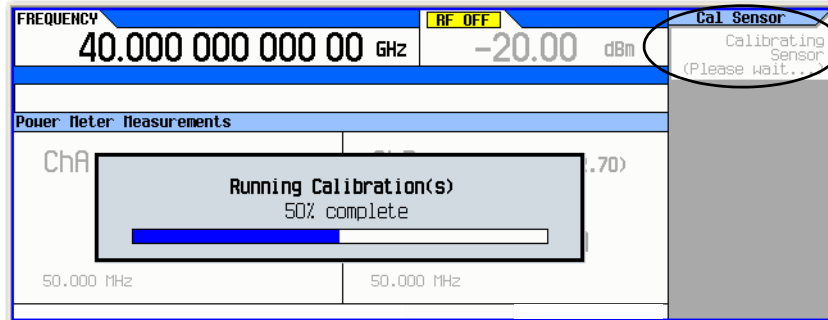 FREQUENCY
40.000 000 000 00 GHz
RF OFF
-20.00 dBm
Cal Sensor
Calibrating
Sensor
(Please wait...)
Power Meter Measurements
ChA
.70)
Running Calibration(s)
50% complete
50.000 MHz
50.000 MHz